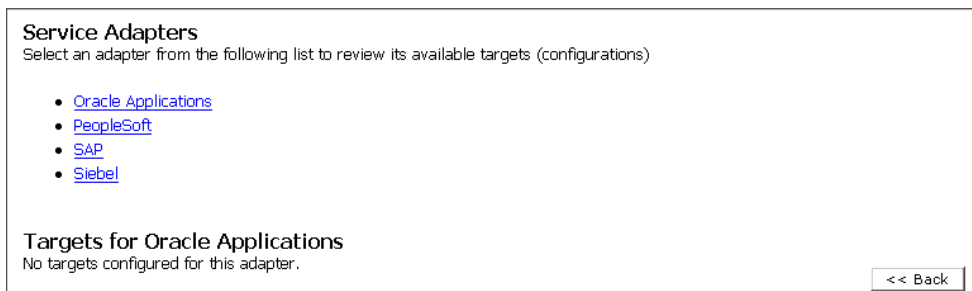 Service Adapters
Select an adapter from the following list to review its available targets (configurations)
• Oracle Applications
• PeopleSoft
• SAP
• Siebel
Targets for Oracle Applications
No targets configured for this adapter.
<< Back